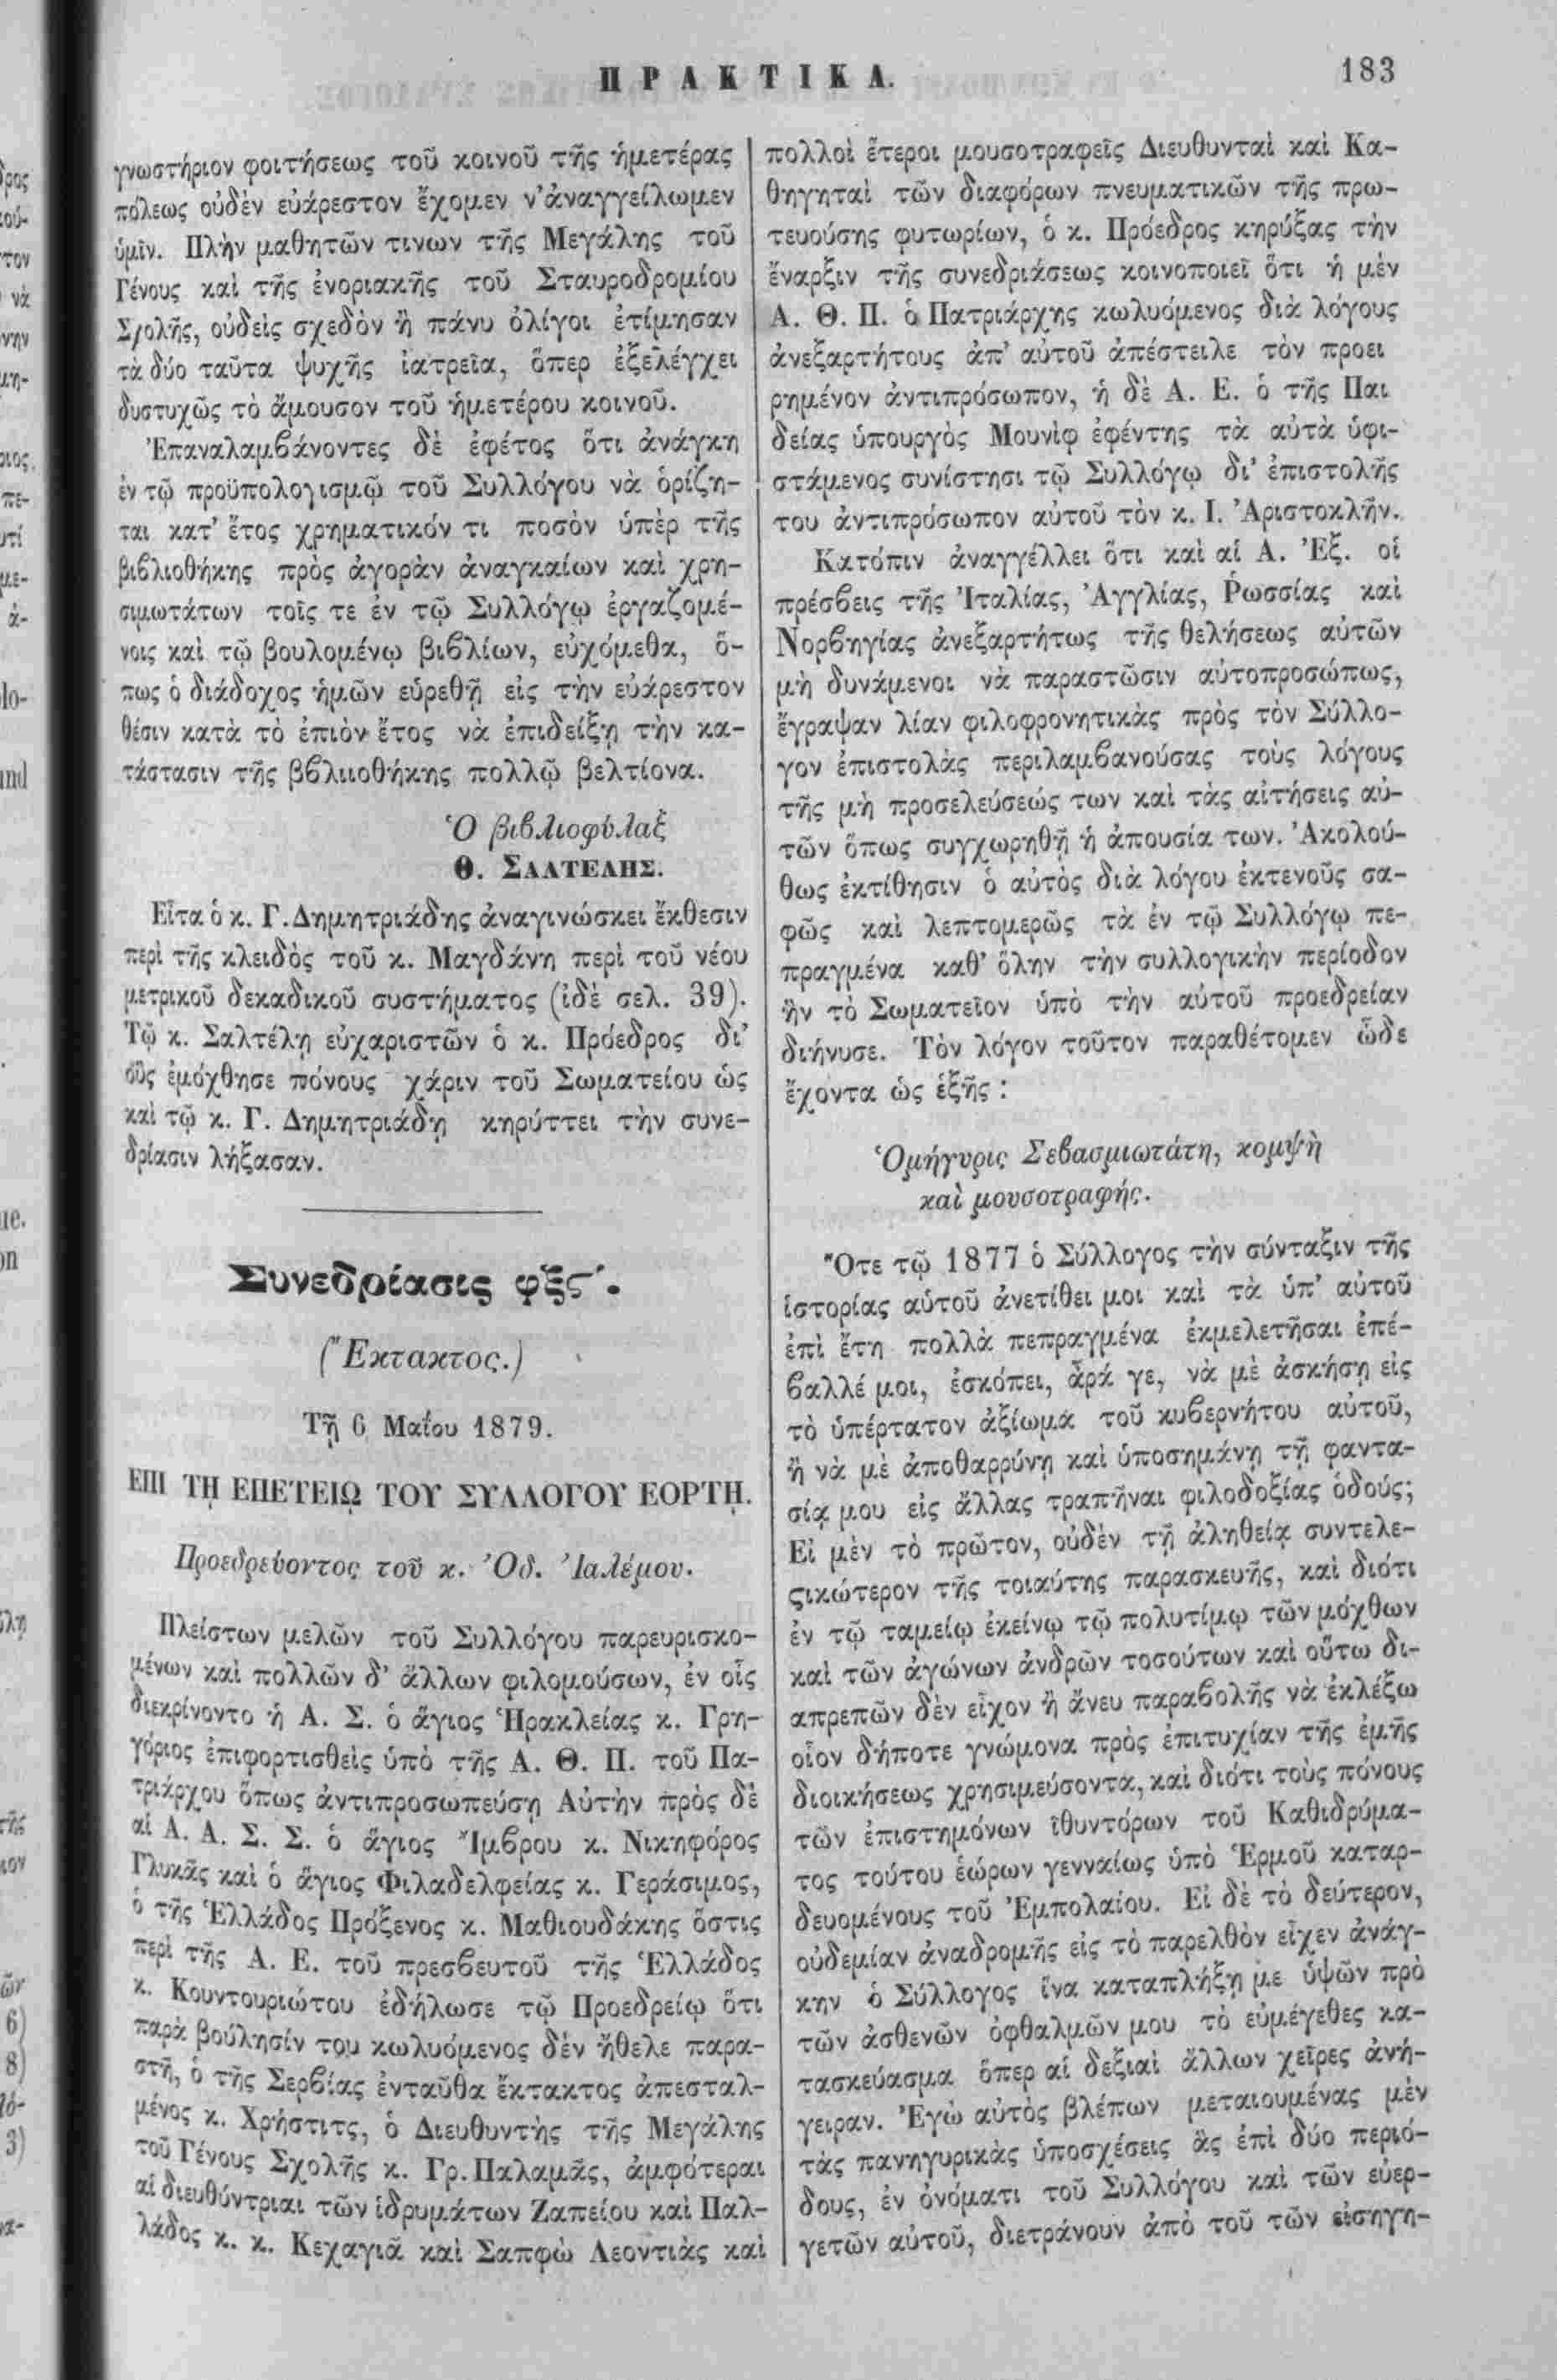 ΠΡΑΚΤΙΚΑ.
183
γνωστήριον φοιτήσεως τοῦ κοινοῦ τῆς ἡμετέρας
πόλεως οὐδὲν εὐάρεστον ἔχομεν ν' ἀναγγείλωμεν
ὑμῖν. Πλὴν μαθητῶν τινων τῆς Μεγάλης τοῦ
Γένους καὶ τῆς ἐνοριακῆς τοῦ Σταυροδρομίου
Σχολῆς, οὐδεὶς σχεδὸν ἢ πάνυ ὀλίγοι ἐτίμησαν
τὰ δύο ταῦτα ψυχῆς ἰατρεῖα, ὅπερ ἐξελέγχει
δυστυχῶς τὸ ἄμουσον τοῦ ἡμετέρου κοινοῦ.
Ἐπαναλαμβάνοντες δὲ ἐφέτος ὅτι ἀνάγκη
ἐν τῷ προϋπολογισμῷ τοῦ Συλλόγου νὰ ὁρίζη-
ται κατ' ἔτος χρηματικόν τι ποσὸν ὑπὲρ τῆς
βιβλιοθήκης πρὸς ἀγορὰν ἀναγκαίων καὶ χρη-
σιμωτάτων τοῖς τε ἐν τῷ Συλλόγῳ ἐργαζομέ-
νοις καὶ τῷ βουλομένῳ βιβλίων, εὐχόμεθα, ὅ-
πως ὁ διάδοχος ἡμῶν εὑρεθῇ εἰς τὴν εὐάρεστον
θέσιν κατὰ τὸ ἐπιὸν ἔτος νὰ ἐπιδείξῃ τὴν κα-
τάστασιν τῆς βϐλιιοθήκης πολλῷ βελτίονα.
Ὁ βιβλιοφύλαξ
Θ. ΣΑΛΤΕΛΗΣ.
Εἶτα ὁ κ. Γ. Δημητριάδης ἀναγινώσκει ἔκθεσιν
περὶ τῆς κλειδὸς τοῦ κ. Μαγδάνη περὶ τοῦ νέου
μετρικοῦ δεκαδικοῦ συστήματος (ἰδὲ σελ. 39).
Τῷ κ. Σαλτέλη εὐχαριστῶν ὁ κ. Πρόεδρος δι'
οὓς ἐμόχθησε πόνους χάριν τοῦ Σωματείου ὡς
καὶ τῷ κ. Γ. Δημητριάδῃ κηρύττει τὴν συνε-
δρίασιν λήξασαν.
Συνεδρίασις φξϛ΄.
(Ἔκτακτος.)
Τῇ 6 Μαΐου 1879.
ΕΠΙ ΤΗ ΕΠΕΤΕΙΩ ΤΟΥ ΣΥΛΛΟΓΟΥ ΕΟΡΤΗ.
Προεδρεύοντος τοῦ κ. Ὀδ. Ἰαλέμου.
Πλείστων μελῶν τοῦ Συλλόγου παρευρισκο-
μένων καὶ πολλῶν δ' ἄλλων φιλομούσων, ἐν οἷς
διεκρίνοντο ἡ Α. Σ. ὁ ἅγιος Ἡρακλείας κ. Γρη-
γόριος ἐπιφορτισθεὶς ὑπὸ τῆς Α. Θ. Π. τοῦ Πα-
τριάρχου ὅπως ἀντιπροσωπεύσῃ Αὐτὴν πρὸς δὲ
αἱ Α. Α. Σ. Σ. ὁ ἅγιος Ἴμβρου κ. Νικηφόρος
Γλυκᾶς καὶ ὁ ἅγιος Φιλαδελφείας κ. Γεράσιμος,
ὁ τῆς Ἑλλάδος Πρόξενος κ. Μαθιουδάκης ὅστις
περὶ τῆς Α. Ε. τοῦ πρεσβευτοῦ τῆς Ἑλλάδος
κ. Κουντουριώτου ἐδήλωσε τῷ Προεδρείῳ ὅτι
παρὰ βούλησίν του κωλυόμενος δὲν ἤθελε παρα-
στῆ, ὁ τῆς Σερβίας ἐνταῦθα ἔκτακτος ἀπεσταλ-
μένος κ. Χρήστιτς, ὁ Διευθυντὴς τῆς Μεγάλης
τοῦ Γένους Σχολῆς κ. Γρ. Παλαμᾶς, ἀμφότεραι
αἱ διευθύντριαι τῶν ἱδρυμάτων Ζαπείου καὶ Παλ-
λάδος κ. κ. Κεχαγιᾶ καὶ Σαπφὼ Λεοντιὰς καὶ
πολλοὶ ἕτεροι μουσοτραφεῖς Διευθυνταὶ καὶ Κα-
θηγηταὶ τῶν διαφόρων πνευματικῶν τῆς πρω-
τευούσης φυτωρίων, ὁ κ. Πρόεδρος κηρύξας τὴν
ἔναρξιν τῆς συνεδριάσεως κοινοποιεῖ ὅτι ἡ μὲν
Α. Θ. Π. ὁ Πατριάρχης κωλυόμενος διὰ λόγους
ἀνεξαρτήτους ἀπ' αὐτοῦ ἀπέστειλε τὸν προει
ρημένον ἀντιπρόσωπον, ἡ δὲ Α. Ε. ὁ τῆς Παι
δείας ὑπουργὸς Μουνὶφ ἐφέντης τὰ αὐτὰ ὑφι-
στάμενος συνίστησι τῷ Συλλόγῳ δι' ἐπιστολῆς
του ἀντιπρόσωπον αὐτοῦ τὸν κ. Ι. Ἀριστοκλῆν.
Κατόπιν ἀναγγέλλει ὅτι καὶ αἱ Α. Ἐξ. οἱ
πρέσβεις τῆς Ἰταλίας, Ἀγγλίας, Ῥωσσίας καὶ
Νορβηγίας ἀνεξαρτήτως τῆς θελήσεως αὐτῶν
μὴ δυνάμενοι νὰ παραστῶσιν αὐτοπροσώπως,
ἔγραψαν λίαν φιλοφρονητικὰς πρὸς τὸν Σύλλο-
γον ἐπιστολὰς περιλαμβανούσας τοὺς λόγους
τῆς μὴ προσελεύσεώς των καὶ τὰς αἰτήσεις αὐ-
τῶν ὅπως συγχωρηθῇ ἡ ἀπουσία των. Ἀκολού-
θως ἐκτίθησιν ὁ αὐτὸς διὰ λόγου ἐκτενοῦς σα-
φῶς καὶ λεπτομερῶς τὰ ἐν τῷ Συλλόγῳ πε-
πραγμένα καθ' ὅλην τὴν συλλογικὴν περίοδον
ἣν τὸ Σωματεῖον ὑπὸ τὴν αὐτοῦ προεδρείαν
διήνυσε. Τὸν λόγον τοῦτον παραθέτομεν ὧδε
ἔχοντα ὡς ἑξῆς :
Ὁμήγυρις Σεβασμιωτάτη, κομψὴ
καὶ μουσοτραφής.
Ὅτε τῷ 1877 ὁ Σύλλογος τὴν σύνταξιν τῆς
ἱστορίας αὑτοῦ ἀνετίθει μοι καὶ τὰ ὑπ' αὐτοῦ
ἐπὶ ἔτη πολλὰ πεπραγμένα ἐκμελετῆσαι ἐπέ-
βαλλέ μοι, ἐσκόπει, ἆρά γε, νὰ μὲ ἀσκήσῃ εἰς
τὸ ὑπέρτατον ἀξίωμα τοῦ κυβερνήτου αὐτοῦ,
ἢ νὰ μὲ ἀποθαρρύνῃ καὶ ὑποσημάνῃ τῇ φαντα-
σίᾳ μου εἰς ἄλλας τραπῆναι φιλοδοξίας ὁδούς;
Εἰ μὲν τὸ πρῶτον, οὐδὲν τῇ ἀληθείᾳ συντελε-
ϛικώτερον τῆς τοιαύτης παρασκευῆς, καὶ διότι
ἐν τῷ ταμείῳ ἐκείνῳ τῷ πολυτίμῳ τῶν μόχθων
καὶ τῶν ἀγώνων ἀνδρῶν τοσούτων καὶ οὕτω δι-
απρεπῶν δὲν εἶχον ἢ ἄνευ παραβολῆς νὰ ἐκλέξω
οἷον δήποτε γνώμονα πρὸς ἐπιτυχίαν τῆς ἐμῆς
διοικήσεως χρησιμεύσοντα, καὶ διότι τοὺς πόνους
τῶν ἐπιστημόνων ἰθυντόρων τοῦ Καθιδρύμα-
τος τούτου ἑώρων γενναίως ὑπὸ Ἑρμοῦ καταρ-
δευομένους τοῦ Ἐμπολαίου. Εἰ δὲ τὸ δεύτερον,
οὐδεμίαν ἀναδρομῆς εἰς τὸ παρελθὸν εἶχεν ἀνάγ-
κην ὁ Σύλλογος ἵνα καταπλήξῃ με ὑψῶν πρὸ
τῶν ἀσθενῶν ὀφθαλμῶν μου τὸ εὐμέγεθες κα-
τασκεύασμα ὅπερ αἱ δεξιαὶ ἄλλων χεῖρες ἀνή-
γειραν. Ἐγὼ αὐτὸς βλέπων μεταιουμένας μὲν
τὰς πανηγυρικὰς ὑποσχέσεις ἃς ἐπὶ δύο περιό-
δους, ἐν ὀνόματι τοῦ Συλλόγου καὶ τῶν εὐερ-
γετῶν αὐτοῦ, διετράνουν ἀπὸ τοῦ τῶν εἰσηγη-